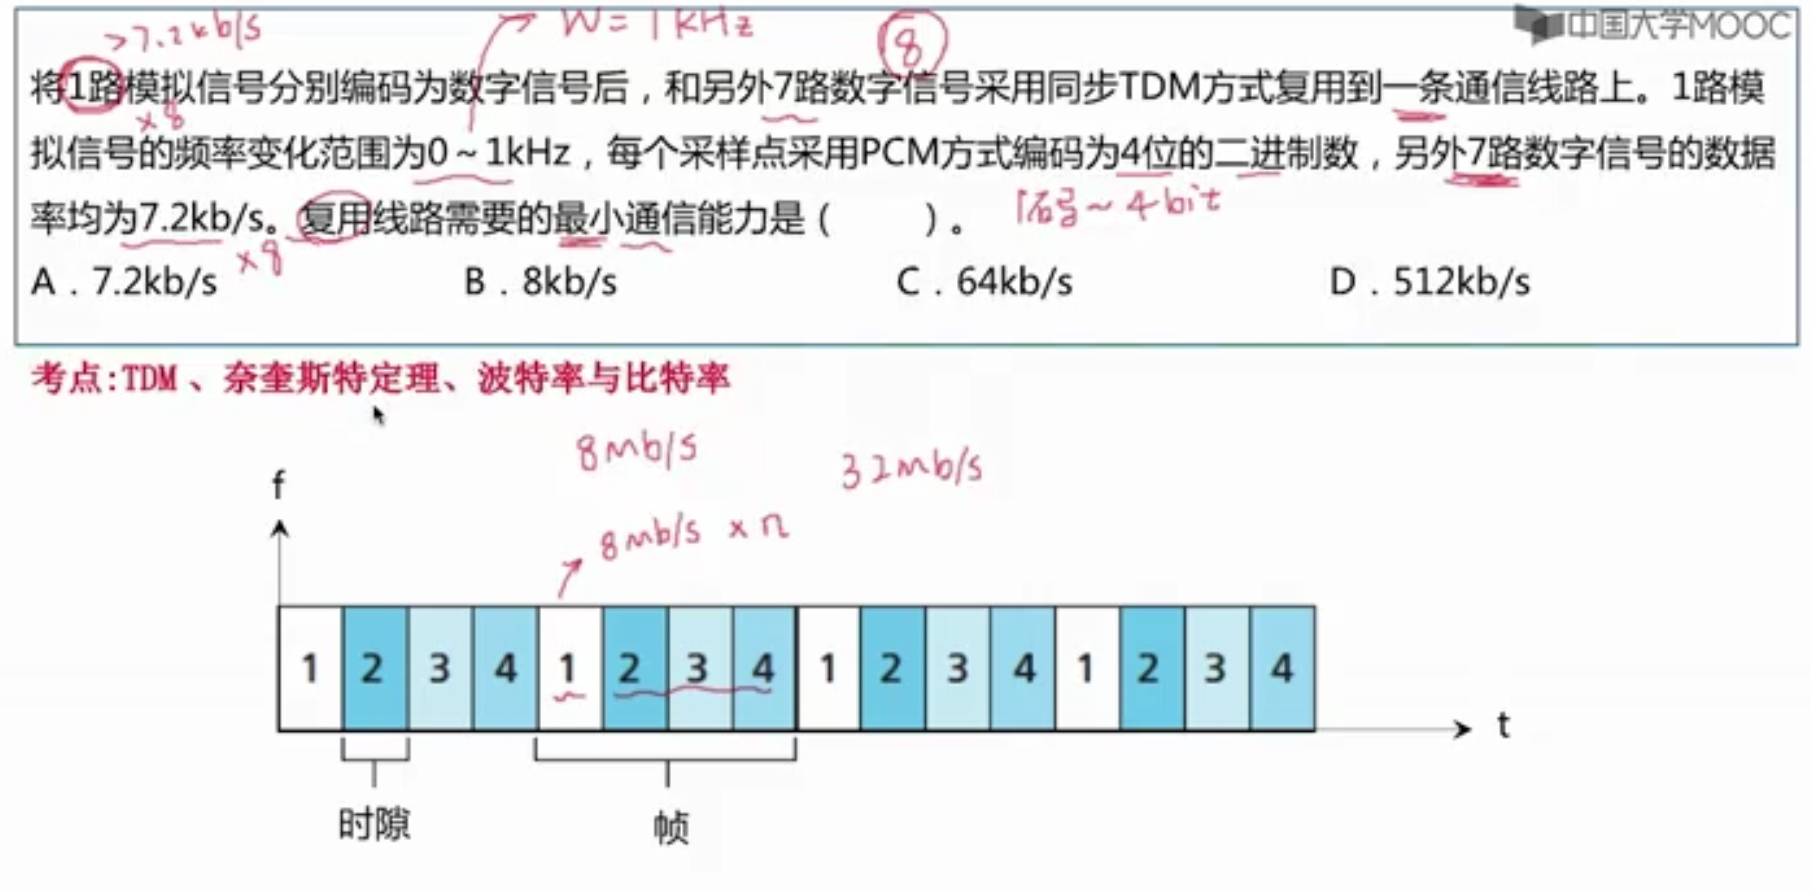 >7.2kb/s
W=1KHz
8
中国大学MOOC
将1路模拟信号分别编码为数字信号后，和另外7路数字信号采用同步TDM方式复用到一条通信线路上。1路模
×8
拟信号的频率变化范围为0~1kHz，每个采样点采用PCM方式编码为4位的二进制数，另外7路数字信号的数据
率均为7.2kb/s。复用线路需要的最小通信能力是（    ）。
1码~4bit
×8
A．7.2kb/s B．8kb/s C．64kb/s D．512kb/s
考点:TDM、奈奎斯特定理、波特率与比特率
8mb/s
32mb/s
8mb/s ×n
f
1 2 3 4 1 2 3 4 1 2 3 4 1 2 3 4
t
时隙 帧